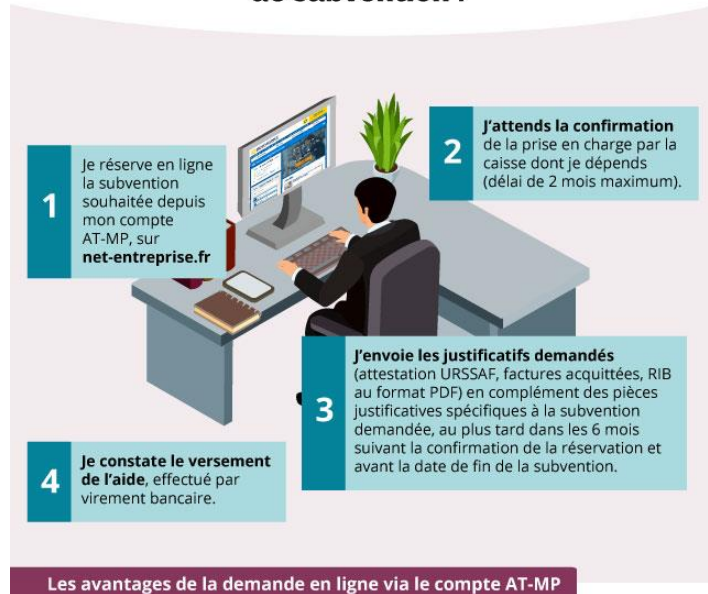 de subvention ?
1
Je réserve en ligne
la subvention
souhaitée depuis
mon compte
AT-MP, sur
net-entreprise.fr
2
J’attends la confirmation
de la prise en charge par la
caisse dont je dépends
(délai de 2 mois maximum).
3
J’envoie les justificatifs demandés
(attestation URSSAF, factures acquittées, RIB
au format PDF) en complément des pièces
justificatives spécifiques à la subvention
demandée, au plus tard dans les 6 mois
suivant la confirmation de la réservation et
avant la date de fin de la subvention.
4
Je constate le versement
de l’aide, effectué par
virement bancaire.
Les avantages de la demande en ligne via le compte AT-MP